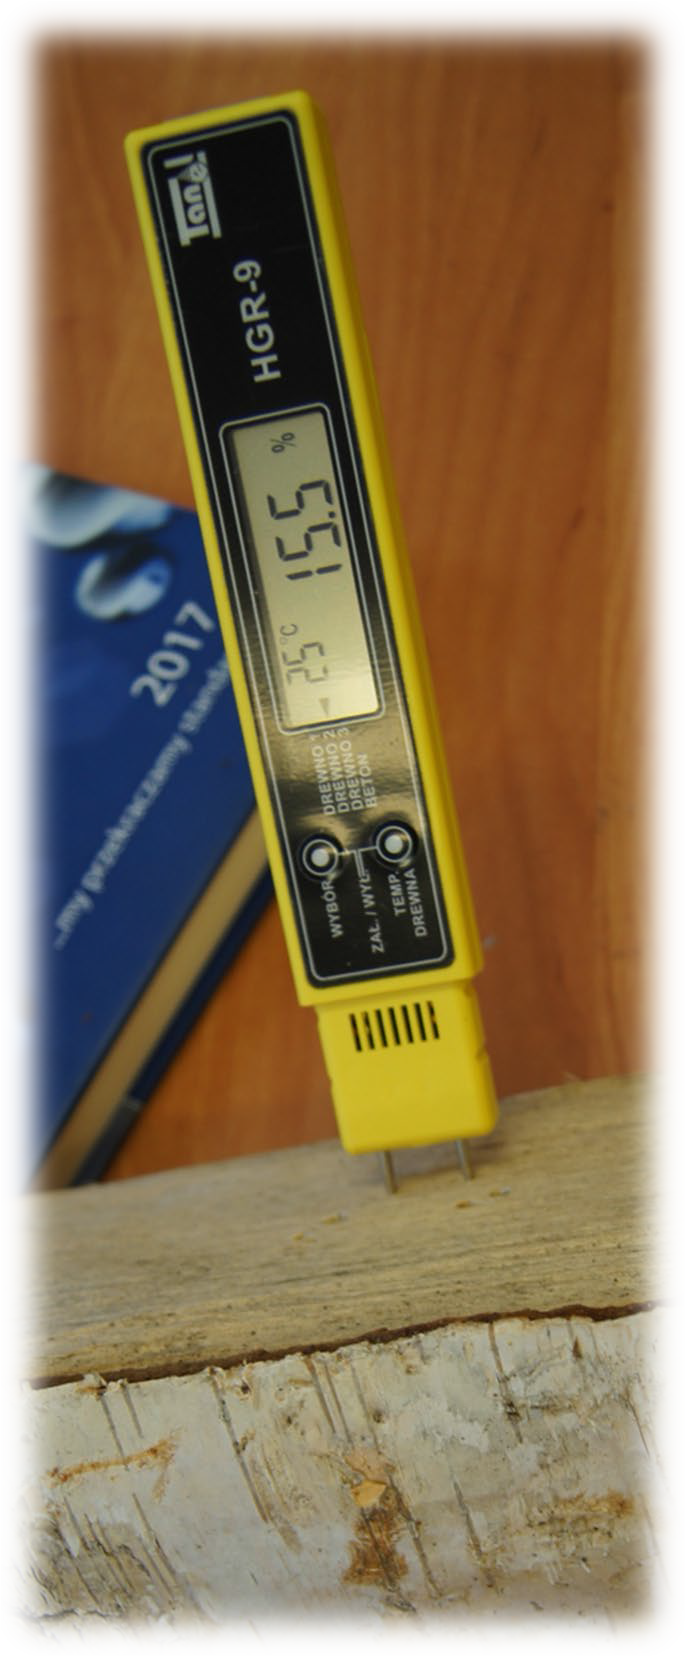 Tanel
HGR-9
25 °C 15.5 %
DREWNO 1
DREWNO 2
DREWNO 3
BETON
WYBÓR
ZAŁ. / WYŁ.
TEMP.
DREWNA
2017
...my przekraczamy